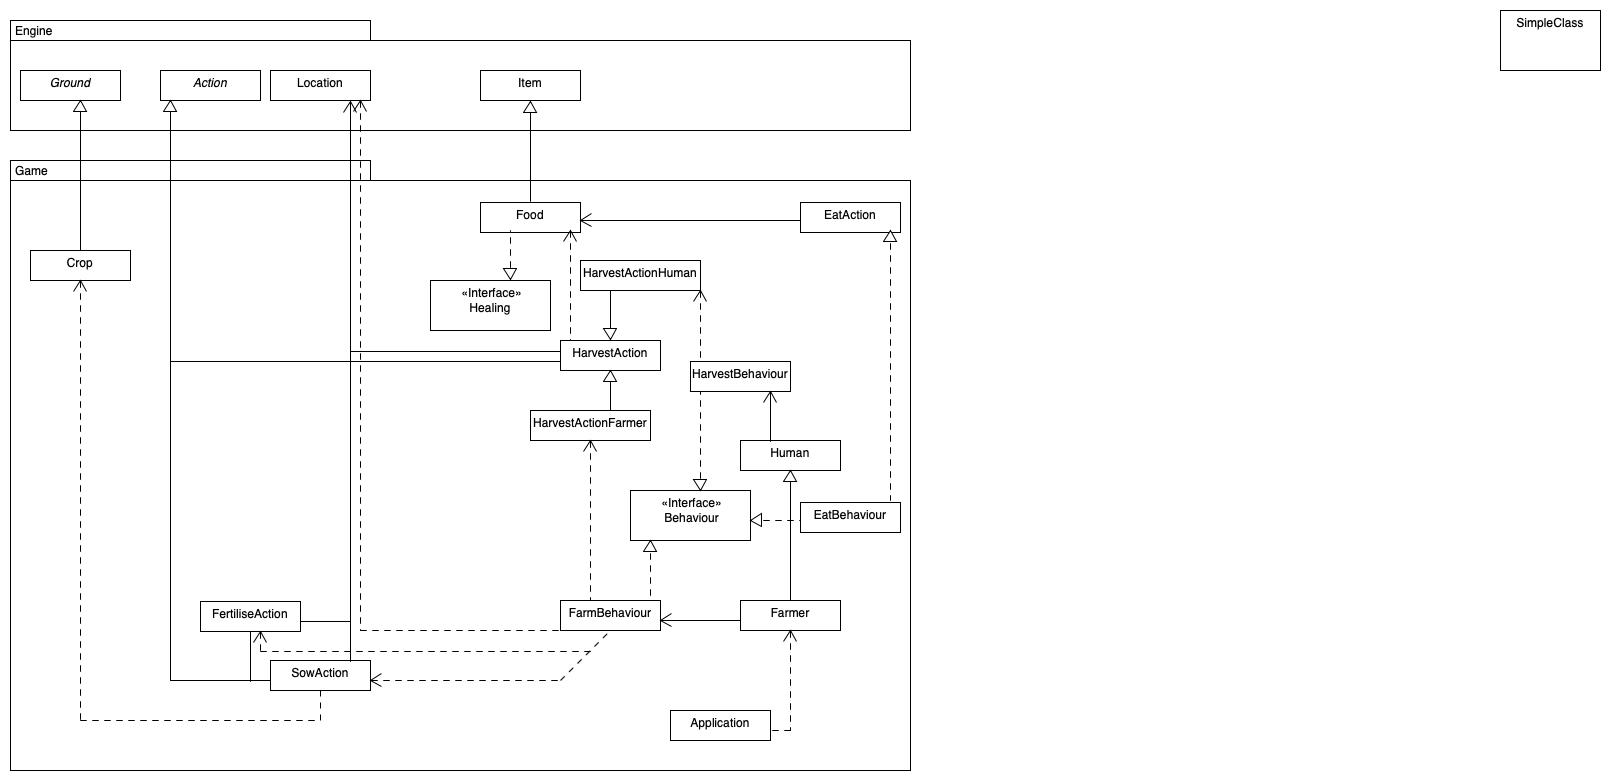 SimpleClass
Engine
Ground
Action
Location
Item
Game
Food
EatAction
Crop
HarvestActionHuman
«Interface»
Healing
HarvestAction
HarvestBehaviour
HarvestActionFarmer
Human
«Interface»
Behaviour
EatBehaviour
FertiliseAction
FarmBehaviour
Farmer
SowAction
Application